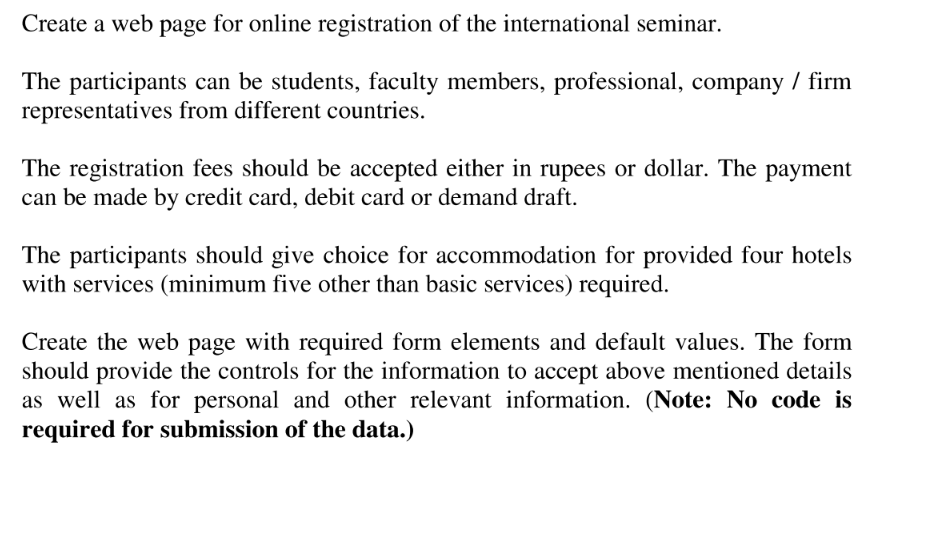 Create a web page for online registration of the international seminar.
The participants can be students, faculty members, professional, company / firm
representatives from different countries.
The registration fees should be accepted either in rupees or dollar. The payment
can be made by credit card, debit card or demand draft.
The participants should give choice for accommodation for provided four hotels
with services (minimum five other than basic services) required.
Create the web page with required form elements and default values. The form
should provide the controls for the information to accept above mentioned details
as well as for personal and other relevant information. (Note: No code is
required for submission of the data.)